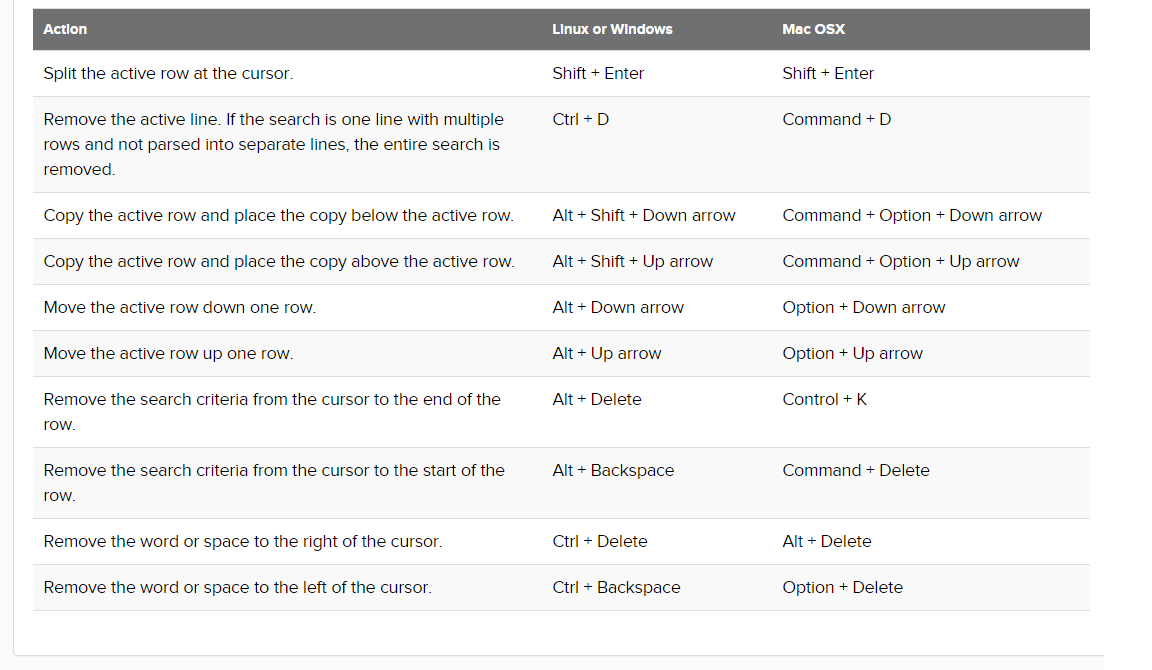 Action Linux or Windows Mac OSX
Split the active row at the cursor. Shift + Enter Shift + Enter
Remove the active line. If the search is one line with multiple Ctrl + D Command + D
rows and not parsed into separate lines, the entire search is
removed.
Copy the active row and place the copy below the active row. Alt + Shift + Down arrow Command + Option + Down arrow
Copy the active row and place the copy above the active row. Alt + Shift + Up arrow Command + Option + Up arrow
Move the active row down one row. Alt + Down arrow Option + Down arrow
Move the active row up one row. Alt + Up arrow Option + Up arrow
Remove the search criteria from the cursor to the end of the Alt + Delete Control + K
row.
Remove the search criteria from the cursor to the start of the Alt + Backspace Command + Delete
row.
Remove the word or space to the right of the cursor. Ctrl + Delete Alt + Delete
Remove the word or space to the left of the cursor. Ctrl + Backspace Option + Delete